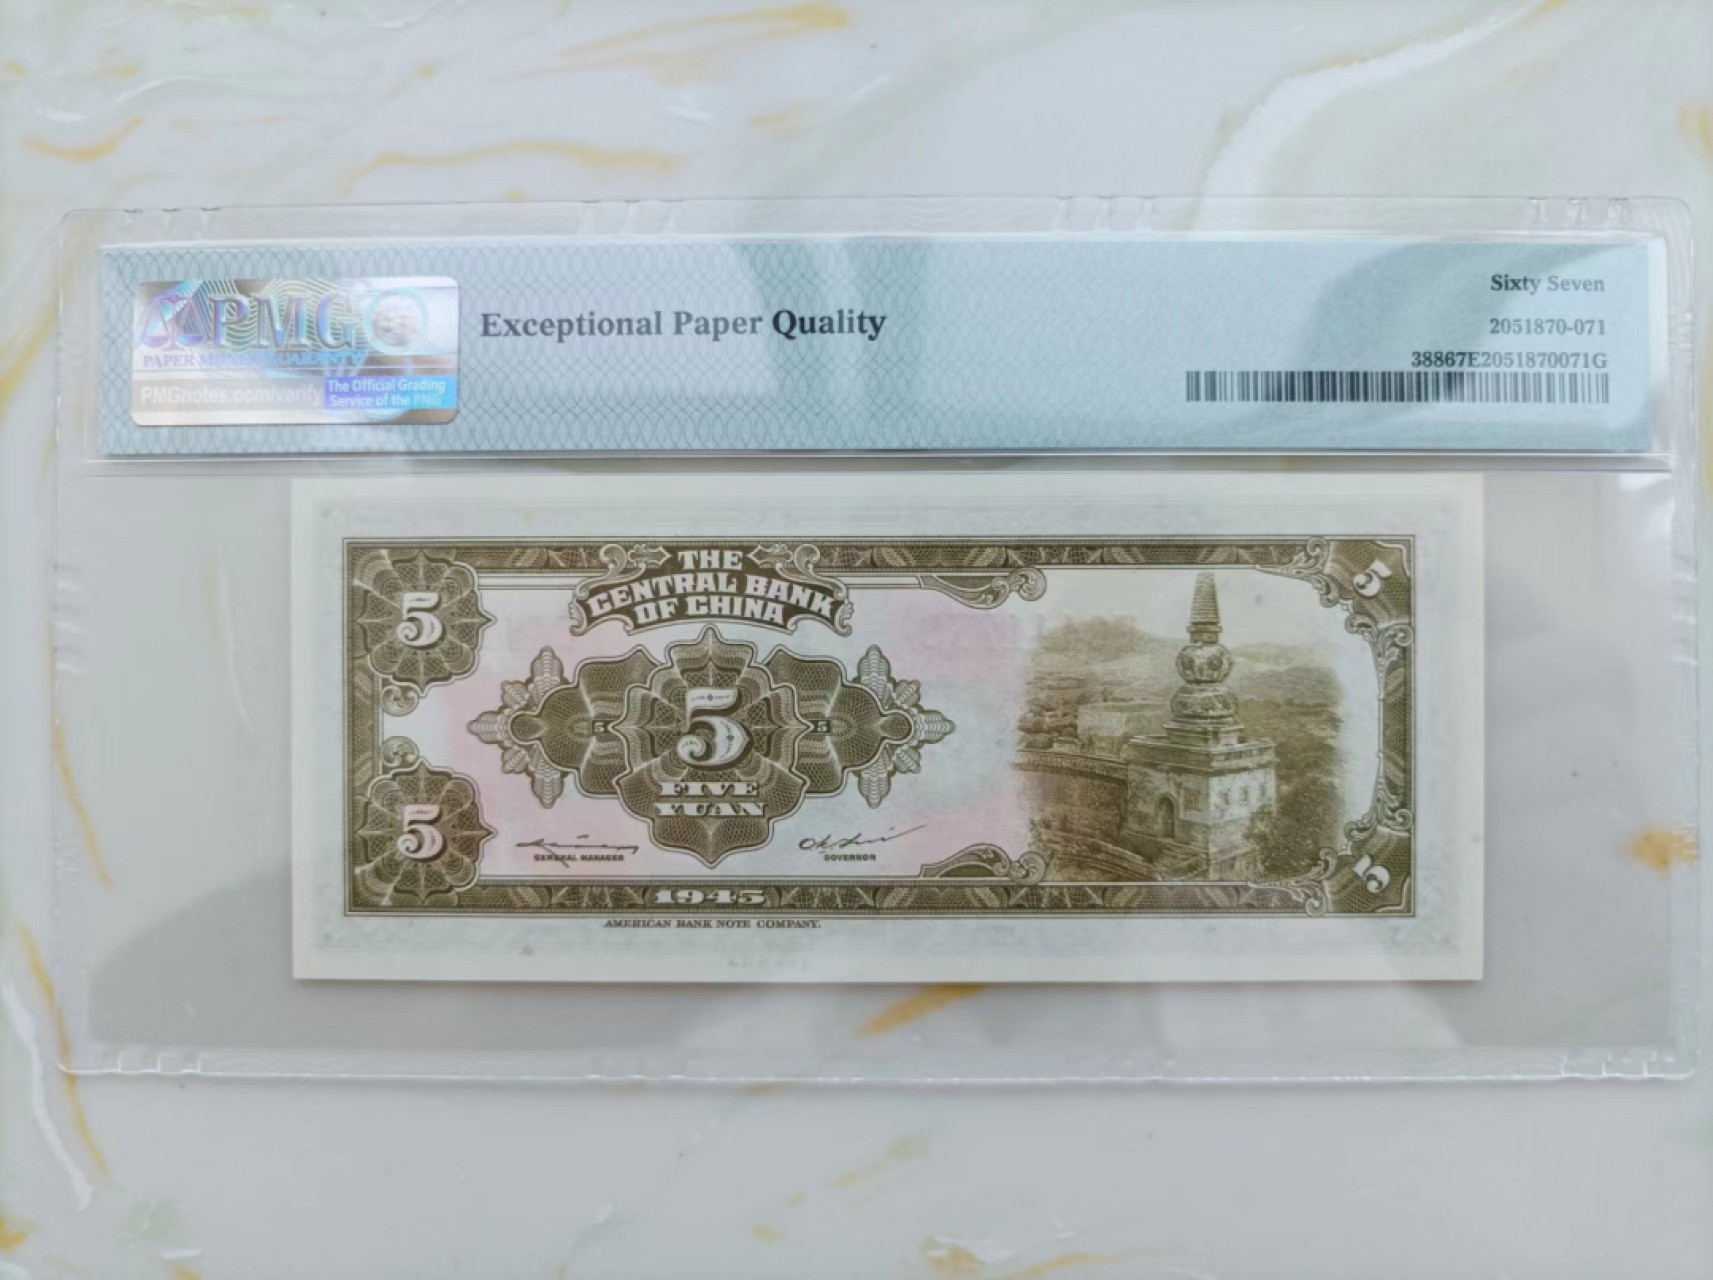 PMG
PAPER MONEY GUARANTY
PMGnotes.com/verify
The Official Grading
Service of the PNG
Exceptional Paper Quality
Sixty Seven
2051870-071
38867E2051870071G
THE
CENTRAL BANK
OF CHINA
5
5
5
5
5
5
FIVE
YUAN
5
5
GENERAL MANAGER
GOVERNOR
1945
AMERICAN BANK NOTE COMPANY.